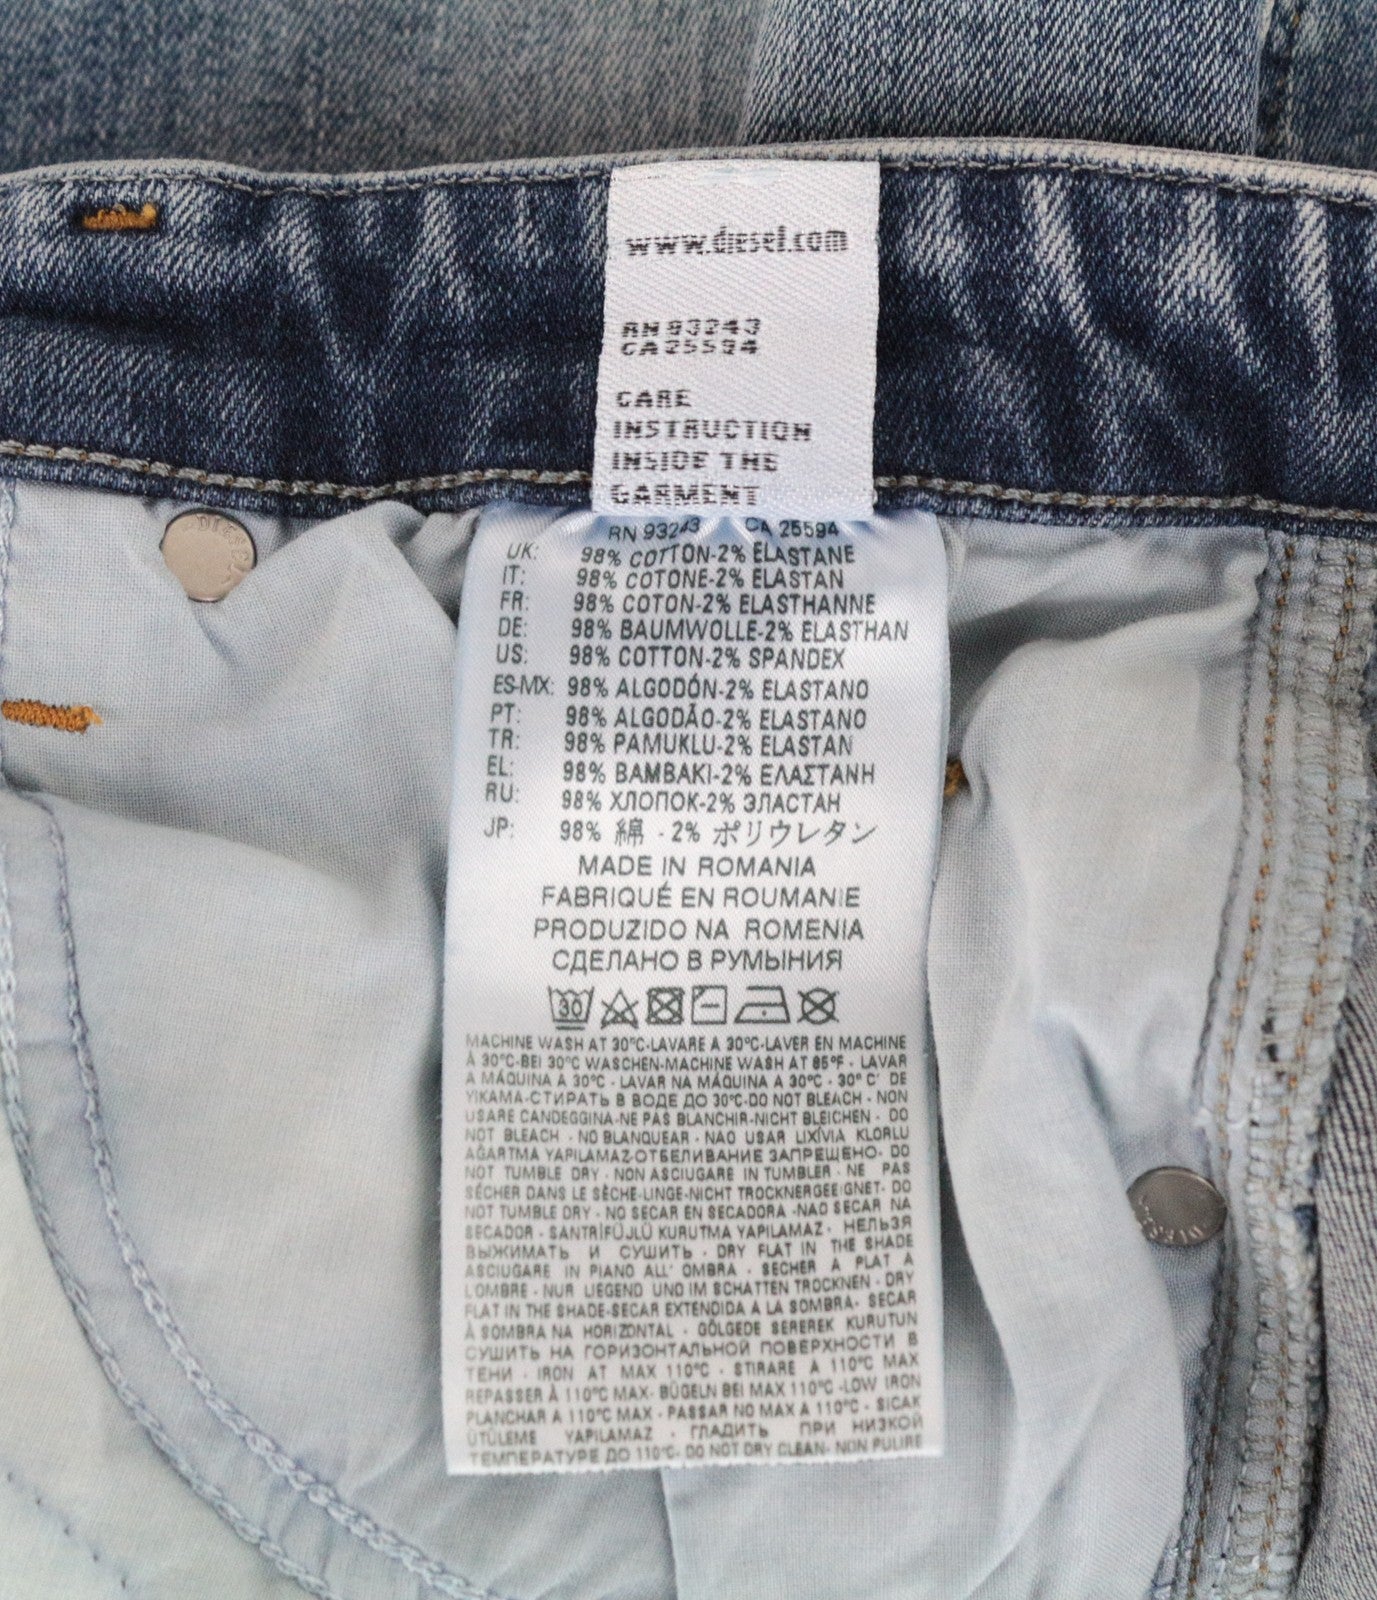 www.diesel.com
RN 93243
CA 25594
CARE
INSTRUCTION
INSIDE THE
GARMENT
RN 93243 CA 25594
UK: 98% COTTON-2% ELASTANE
IT: 98% COTONE-2% ELASTAN
FR: 98% COTON-2% ELASTHANNE
DE: 98% BAUMWOLLE-2% ELASTHAN
US: 98% COTTON-2% SPANDEX
ES-MX: 98% ALGODÓN-2% ELASTANO
PT: 98% ALGODÃO-2% ELASTANO
TR: 98% PAMUKLU-2% ELASTAN
EL: 98% ΒΑΜΒΑΚΙ-2% ΕΛΑΣΤΑΝΗ
RU: 98% ХЛОПОК-2% ЭЛАСТАН
JP: 98% 綿 - 2% ポリウレタン
MADE IN ROMANIA
FABRIQUÉ EN ROUMANIE
PRODUZIDO NA ROMENIA
СДЕЛАНО В РУМЫНИЯ
30
MACHINE WASH AT 30°C-LAVARE A 30°C-LAVER EN MACHINE
À 30°C-BEI 30°C WASCHEN-MACHINE WASH AT 85°F - LAVAR
A MÁQUINA A 30°C - LAVAR NA MÁQUINA A 30°C - 30° C' DE
YIKAMA-СТИРАТЬ В ВОДЕ ДО 30°C-DO NOT BLEACH - NON
USARE CANDEGGINA-NE PAS BLANCHIR-NICHT BLEICHEN - DO
NOT BLEACH - NO BLANQUEAR - NAO USAR LIXÍVIA KLORLU
AĞARTMA YAPILAMAZ-ОТБЕЛИВАНИЕ ЗАПРЕЩЕНО- DO
NOT TUMBLE DRY - NON ASCIUGARE IN TUMBLER - NE PAS
SÉCHER DANS LE SÈCHE-LINGE-NICHT TROCKNERGEEIGNET- DO
NOT TUMBLE DRY - NO SECAR EN SECADORA -NAO SECAR NA
SECADOR - SANTRİFÜJLÜ KURUTMA YAPILAMAZ - НЕЛЬЗЯ
ВЫЖИМАТЬ И СУШИТЬ - DRY FLAT IN THE SHADE
ASCIUGARE IN PIANO ALL' OMBRA - SECHER A PLAT A
L'OMBRE - NUR LIEGEND UND IM SCHATTEN TROCKNEN - DRY
FLAT IN THE SHADE-SECAR EXTENDIDA A LA SOMBRA- SECAR
À SOMBRA NA HORIZONTAL - GÖLGEDE SEREREK KURUTUN
СУШИТЬ НА ГОРИЗОНТАЛЬНОЙ ПОВЕРХНОСТИ В
ТЕНИ - IRON AT MAX 110°C - STIRARE A 110°C MAX
REPASSER À 110°C MAX- BÜGELN BEI MAX 110°C -LOW IRON
PLANCHAR A 110°C MAX - PASSAR NO MAX A 110°C - SICAK
ÜTÜLEME YAPILAMAZ - ГЛАДИТЬ ПРИ НИЗКОЙ
ТЕМПЕРАТУРЕ ДО 110°C- DO NOT DRY CLEAN- NON PULIRE
DIESEL
DIESEL